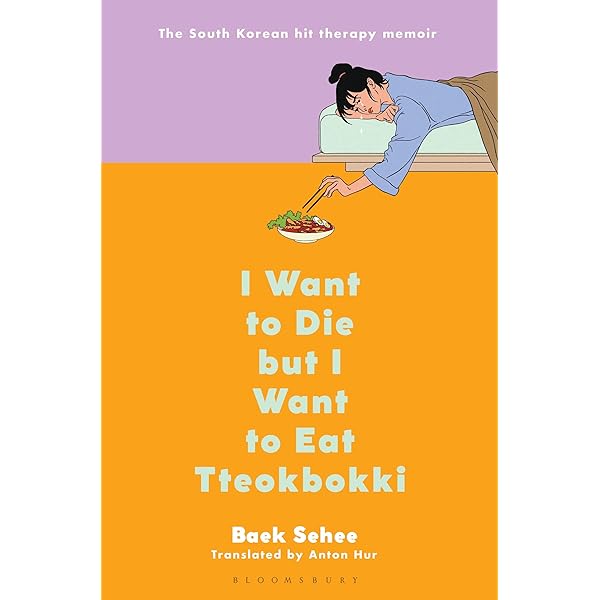 The South Korean hit therapy memoir
I Want
to Die
but I
Want
to Eat
Tteokbokki
Baek Sehee
Translated by Anton Hur
BLOOMSBURY